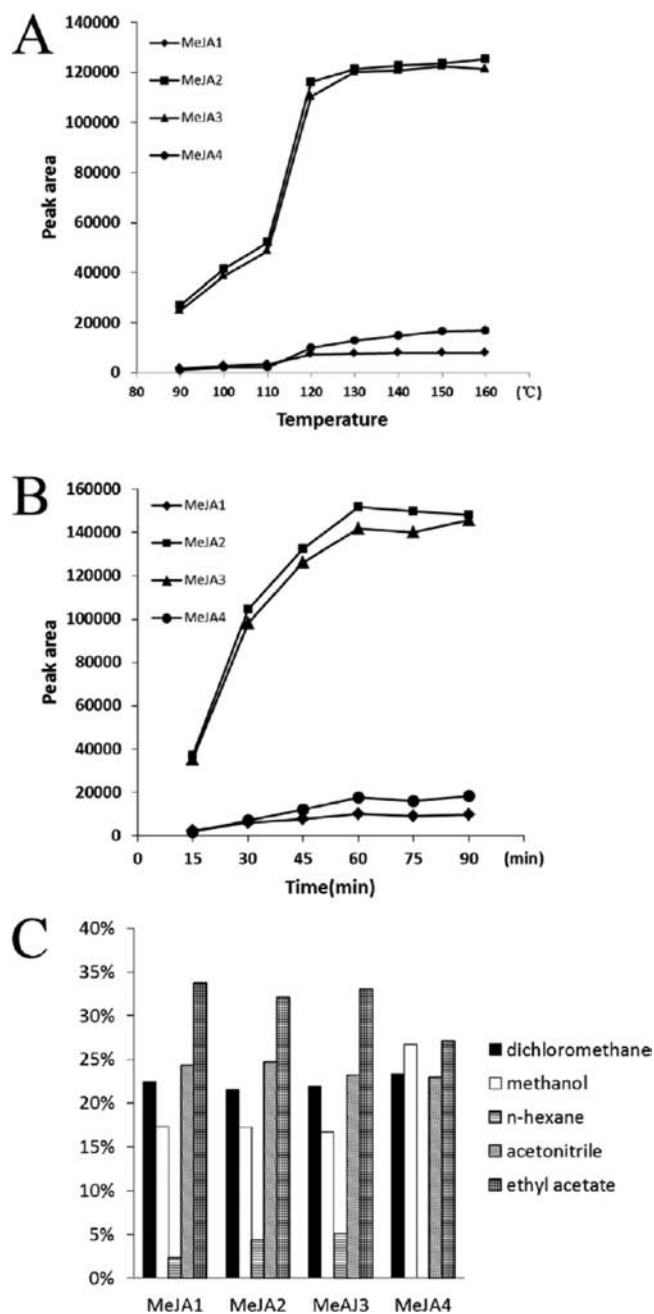 A
MeJA1
MeJA2
MeJA3
MeJA4
Peak area
140000
120000
100000
80000
60000
40000
20000
0
80 90 100 110 120 130 140 150 160 (℃)
Temperature
B
MeJA1
MeJA2
MeJA3
MeJA4
Peak area
160000
140000
120000
100000
80000
60000
40000
20000
0
0 15 30 45 60 75 90 (min)
Time(min)
C
40%
35%
30%
25%
20%
15%
10%
5%
0%
MeJA1 MeJA2 MeAJ3 MeJA4
dichloromethane
methanol
n-hexane
acetonitrile
ethyl acetate